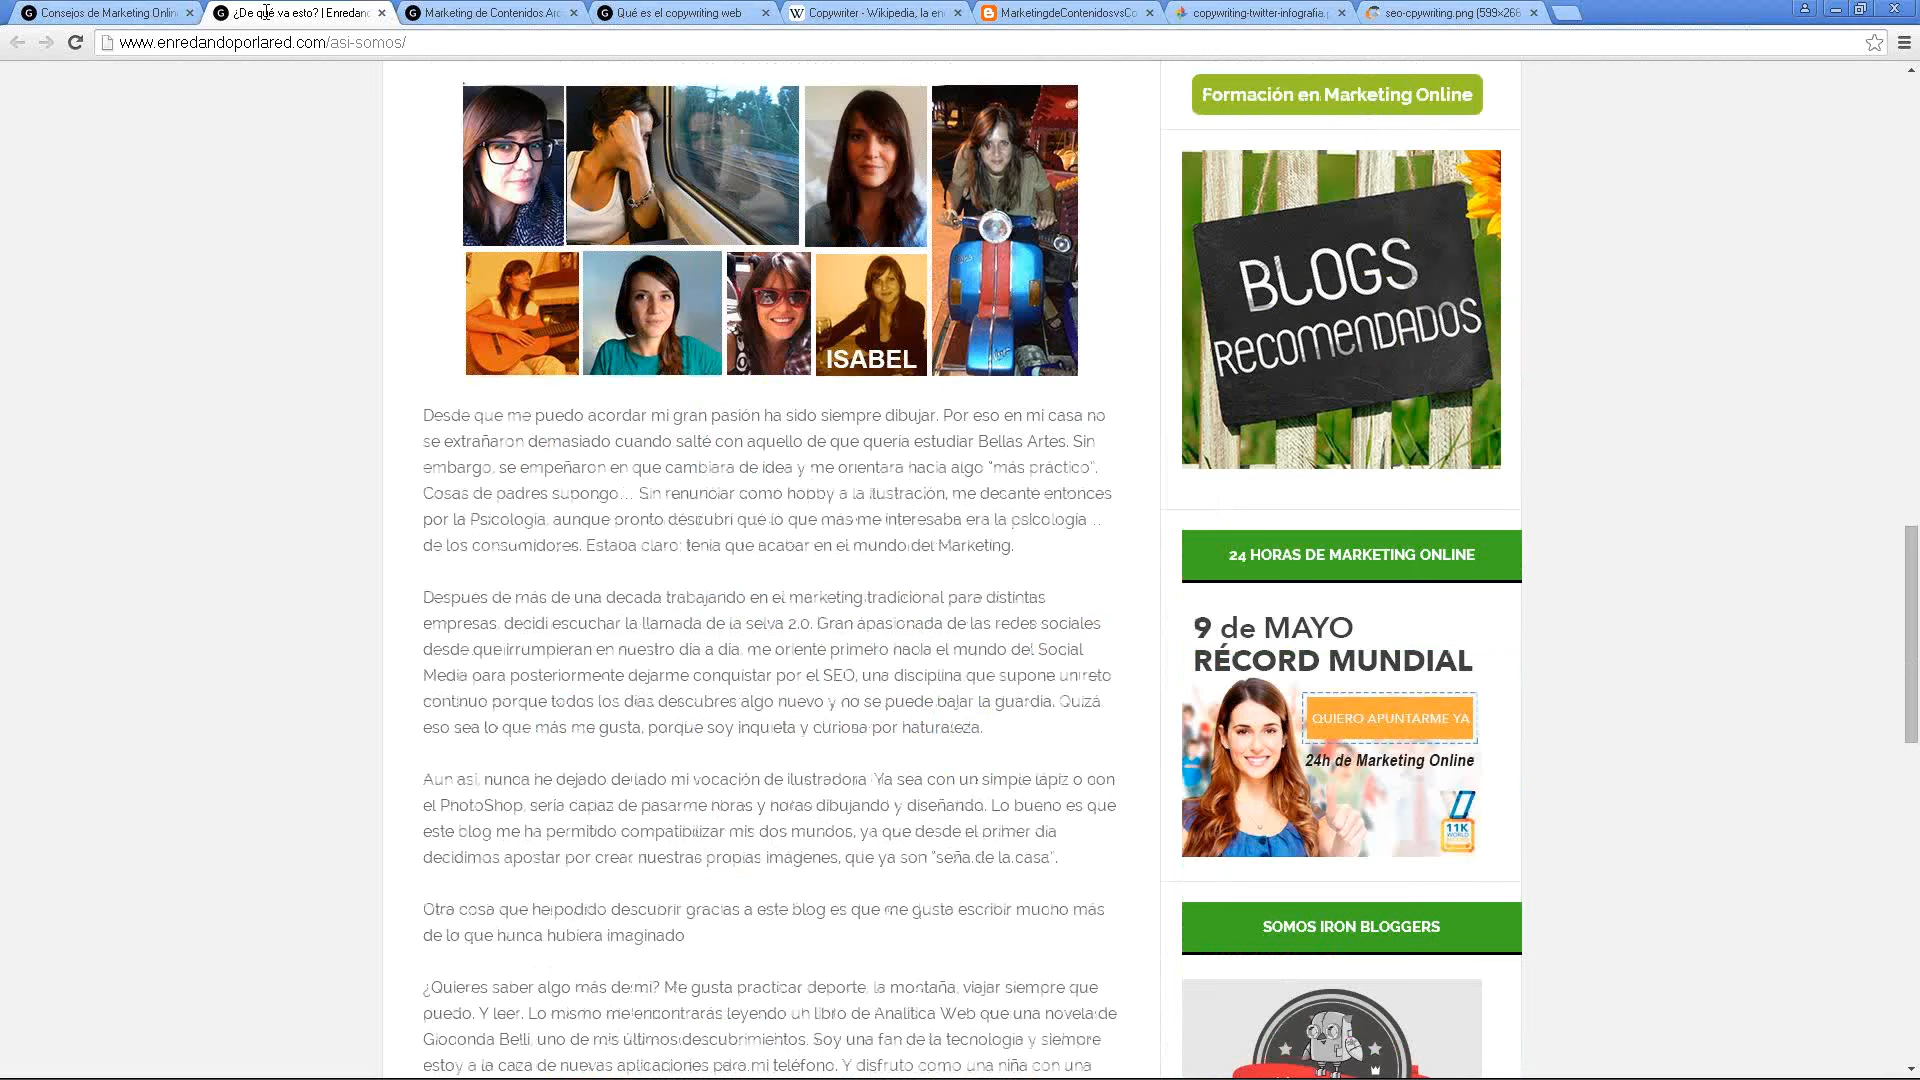 Consejos de Marketing Onlin
¿De qué va esto? | Enredand
Marketing de Contenidos Arc
Qué es el copywriting web
Copywriter - Wikipedia, la en
MarketingdeContenidosvsCo
copywriting-twitter-infografia.p
seo-cpywriting.png (599×266
www.enredandoporlared.com/asi-somos/
ISABEL
Desde que me puedo acordar mi gran pasión ha sido siempre dibujar. Por eso en mi casa no
se extrañaron demasiado cuando salté con aquello de que quería estudiar Bellas Artes. Sin
embargo, se empeñaron en que cambiara de idea y me orientara hacia algo “más práctico”.
Cosas de padres supongo… Sin renunciar como hobby a la ilustración, me decanté entonces
por la Psicología, aunque pronto descubrí que lo que más me interesaba era la psicología …
de los consumidores. Estaba claro: tenía que acabar en el mundo del Marketing.
Después de más de una década trabajando en el marketing tradicional para distintas
empresas, decidí escuchar la llamada de la selva 2.0. Gran apasionada de las redes sociales
desde que irrumpieran en nuestro día a día, me orienté primero hacia el mundo del Social
Media para posteriormente dejarme conquistar por el SEO, una disciplina que supone un reto
continuo porque todos los días descubres algo nuevo y no se puede bajar la guardia. Quizá
eso sea lo que más me gusta, porque soy inquieta y curiosa por naturaleza.
Aun así, nunca he dejado de lado mi vocación de ilustradora. Ya sea con un simple lápiz o con
el PhotoShop, sería capaz de pasarme horas y horas dibujando y diseñando. Lo bueno es que
este blog me ha permitido compatibilizar mis dos mundos, ya que desde el primer día
decidimos apostar por crear nuestras propias imágenes, que ya son “seña de la casa”.
Otra cosa que he podido descubrir gracias a este blog es que me gusta escribir mucho más
de lo que nunca hubiera imaginado
¿Quieres saber algo más de mí? Me gusta practicar deporte, la montaña, viajar siempre que
puedo. Y leer. Lo mismo me encontrarás leyendo un libro de Analítica Web que una novela de
Gioconda Belli, uno de mis últimos descubrimientos. Soy una fan de la tecnología y siempre
estoy a la caza de nuevas aplicaciones para mi teléfono. Y disfruto como una niña con una
Formación en Marketing Online
BLOGS
RECOMENDADOS
24 HORAS DE MARKETING ONLINE
9 de MAYO
RÉCORD MUNDIAL
QUIERO APUNTARME YA
24h de Marketing Online
11K
WORLD
SOMOS IRON BLOGGERS